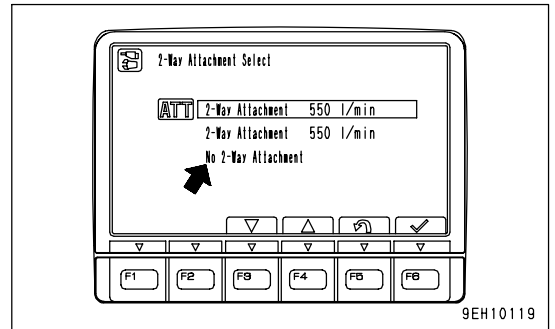 2-Way Attachment Select
ATT 2-Way Attachment 550 l/min
2-Way Attachment 550 l/min
No 2-Way Attachment
F1 F2 F3 F4 F5 F6
9EH10119